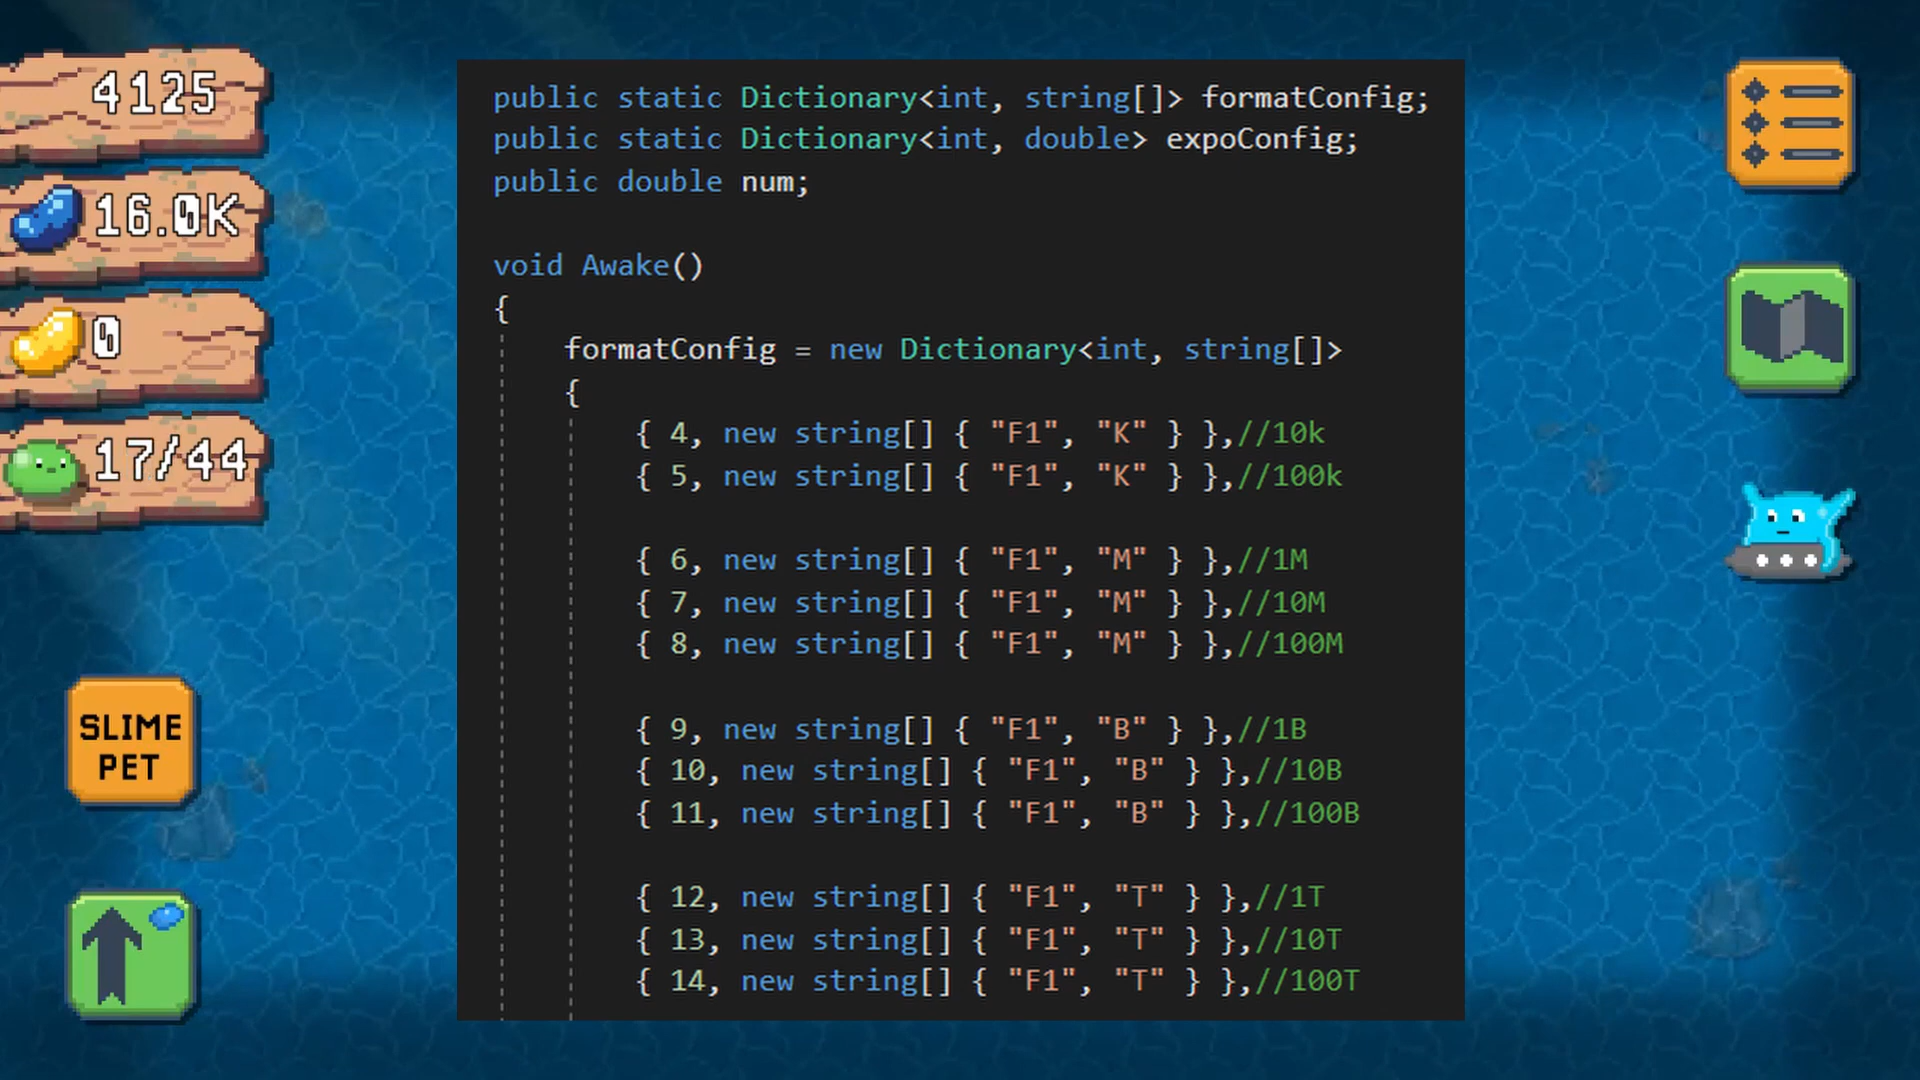 4125
16.0K
0
17/44
SLIME
PET
public static Dictionary<int, string[]> formatConfig;
public static Dictionary<int, double> expoConfig;
public double num;
void Awake()
{
formatConfig = new Dictionary<int, string[]>
{
{ 4, new string[] { "F1", "K" } },//10k
{ 5, new string[] { "F1", "K" } },//100k
{ 6, new string[] { "F1", "M" } },//1M
{ 7, new string[] { "F1", "M" } },//10M
{ 8, new string[] { "F1", "M" } },//100M
{ 9, new string[] { "F1", "B" } },//1B
{ 10, new string[] { "F1", "B" } },//10B
{ 11, new string[] { "F1", "B" } },//100B
{ 12, new string[] { "F1", "T" } },//1T
{ 13, new string[] { "F1", "T" } },//10T
{ 14, new string[] { "F1", "T" } },//100T